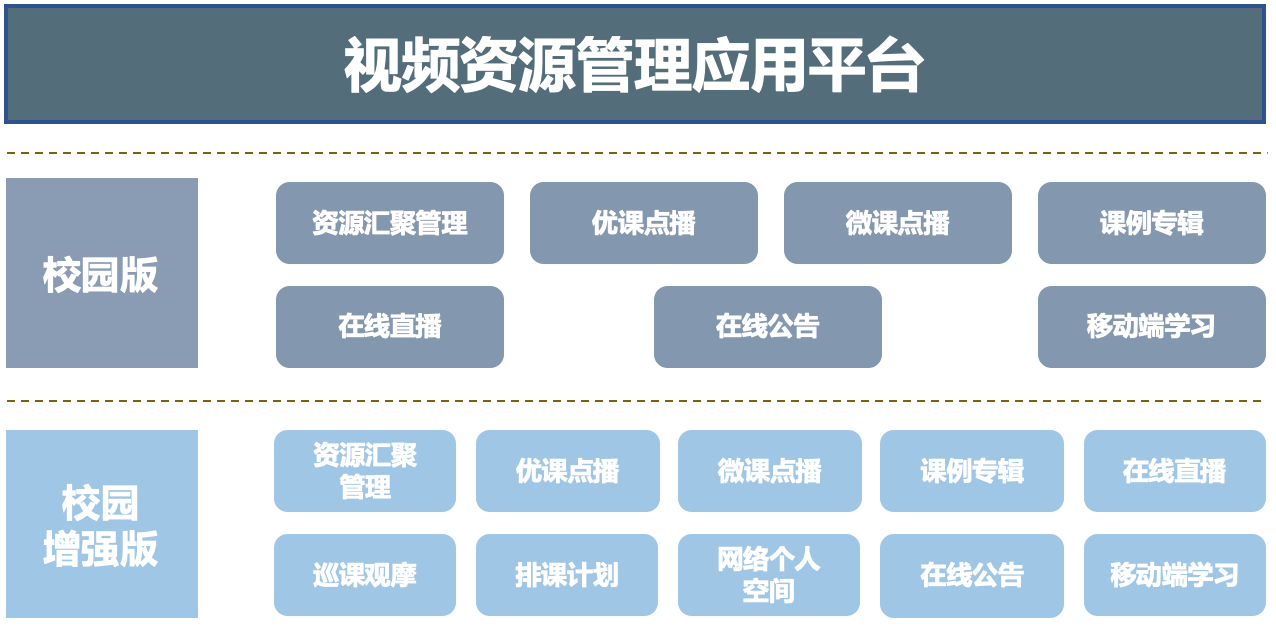 视频资源管理应用平台
校园版
资源汇聚管理
优课点播
微课点播
课例专辑
在线直播
在线公告
移动端学习
校园
增强版
资源汇聚
管理
优课点播
微课点播
课例专辑
在线直播
巡课观摩
排课计划
网络个人
空间
在线公告
移动端学习